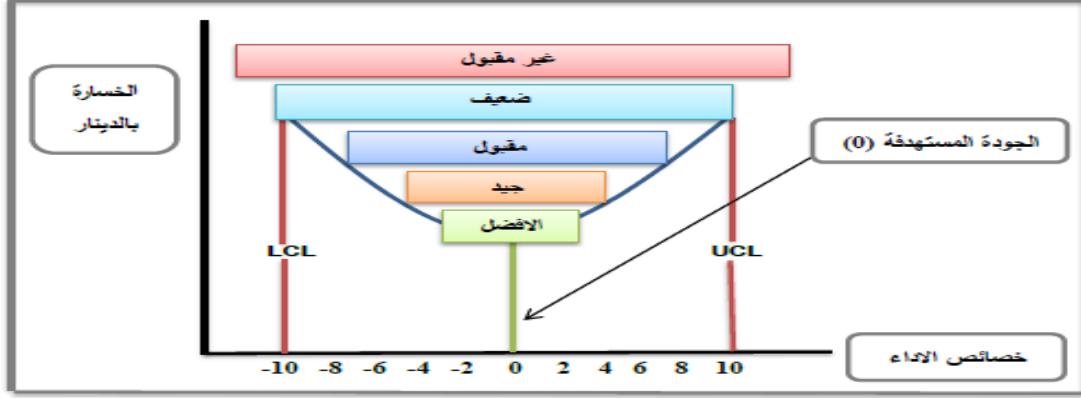 غير مقبول
الخسارة
بالدينار
ضعيف
مقبول
الجودة المستهدفة (0)
جيد
الافضل
LCL
UCL
خصائص الاداء
-10 -8 -6 -4 -2 0 2 4 6 8 10